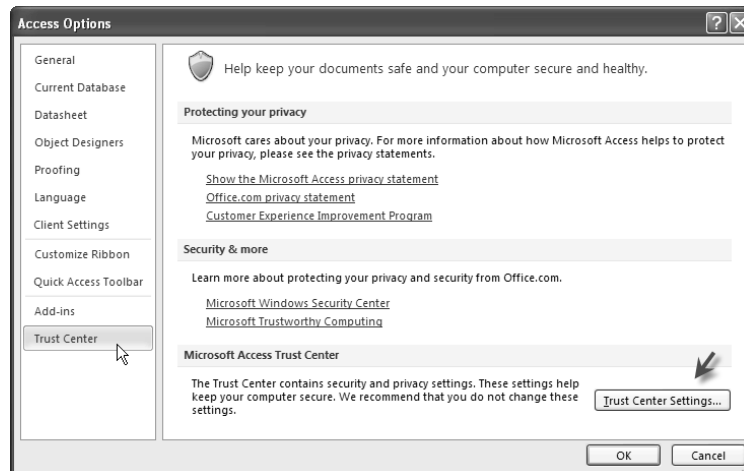 Access Options
General
Current Database
Datasheet
Object Designers
Proofing
Language
Client Settings
Customize Ribbon
Quick Access Toolbar
Add-ins
Trust Center
Help keep your documents safe and your computer secure and healthy.
Protecting your privacy
Microsoft cares about your privacy. For more information about how Microsoft Access helps to protect
your privacy, please see the privacy statements.
Show the Microsoft Access privacy statement
Office.com privacy statement
Customer Experience Improvement Program
Security & more
Learn more about protecting your privacy and security from Office.com.
Microsoft Windows Security Center
Microsoft Trustworthy Computing
Microsoft Access Trust Center
The Trust Center contains security and privacy settings. These settings help
keep your computer secure. We recommend that you do not change these
settings.
Trust Center Settings...
OK
Cancel